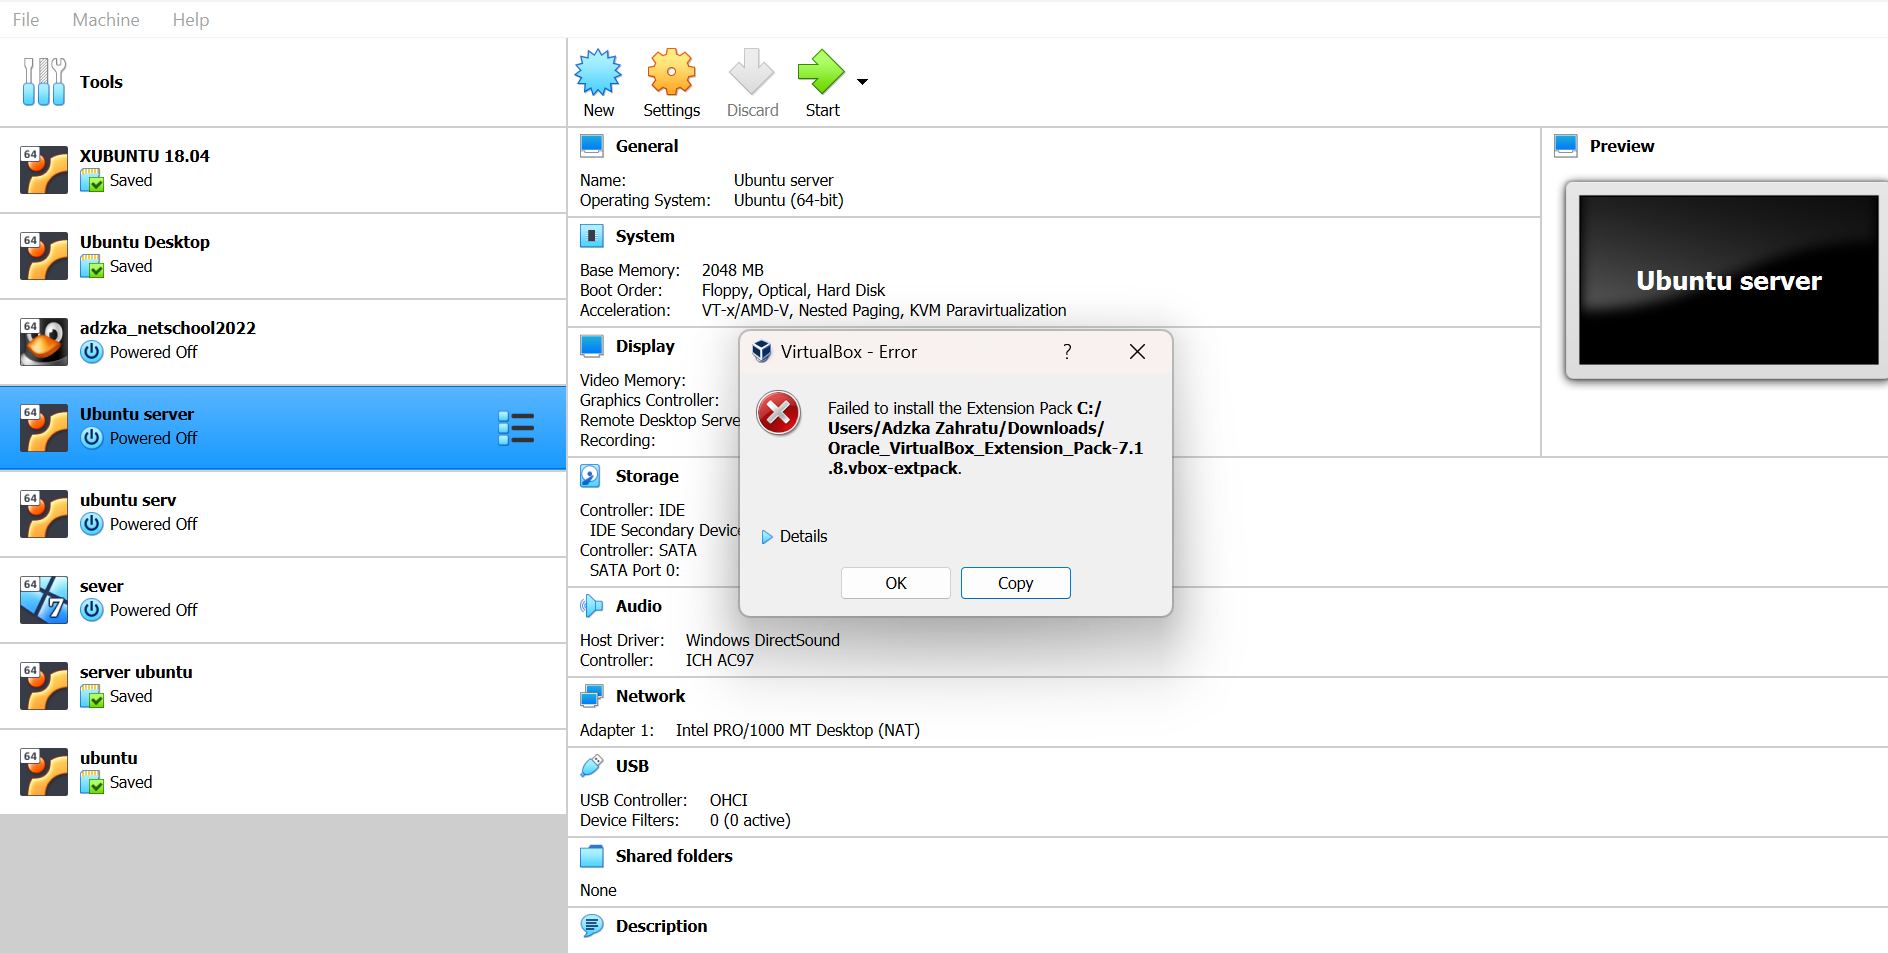 File Machine Help
Tools
New Settings Discard Start
64 XUBUNTU 18.04
Saved
64 Ubuntu Desktop
Saved
64 adzka_netschool2022
Powered Off
64 Ubuntu server
Powered Off
64 ubuntu serv
Powered Off
64 sever
7 Powered Off
64 server ubuntu
Saved
64 ubuntu
Saved
General
Name: Ubuntu server
Operating System: Ubuntu (64-bit)
System
Base Memory: 2048 MB
Boot Order: Floppy, Optical, Hard Disk
Acceleration: VT-x/AMD-V, Nested Paging, KVM Paravirtualization
Display
Video Memory:
Graphics Controller:
Remote Desktop Serve
Recording:
Storage
Controller: IDE
IDE Secondary Device
Controller: SATA
SATA Port 0:
Audio
Host Driver: Windows DirectSound
Controller: ICH AC97
Network
Adapter 1: Intel PRO/1000 MT Desktop (NAT)
USB
USB Controller: OHCI
Device Filters: 0 (0 active)
Shared folders
None
Description
Preview
Ubuntu server
VirtualBox - Error ?
Failed to install the Extension Pack C:/
Users/Adzka Zahratu/Downloads/
Oracle_VirtualBox_Extension_Pack-7.1
.8.vbox-extpack.
Details
OK Copy